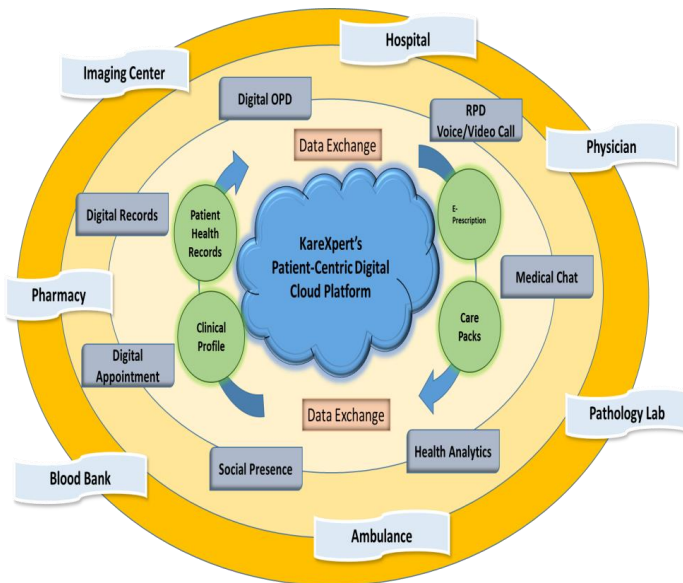 Hospital
Imaging Center
Digital OPD
RPD
Voice/Video Call
Data Exchange
Physician
Digital Records
Patient
Health
Records
E-
Prescription
KareXpert's
Patient-Centric Digital
Cloud Platform
Medical Chat
Pharmacy
Clinical
Profile
Care
Packs
Digital
Appointment
Data Exchange
Pathology Lab
Social Presence
Health Analytics
Blood Bank
Ambulance